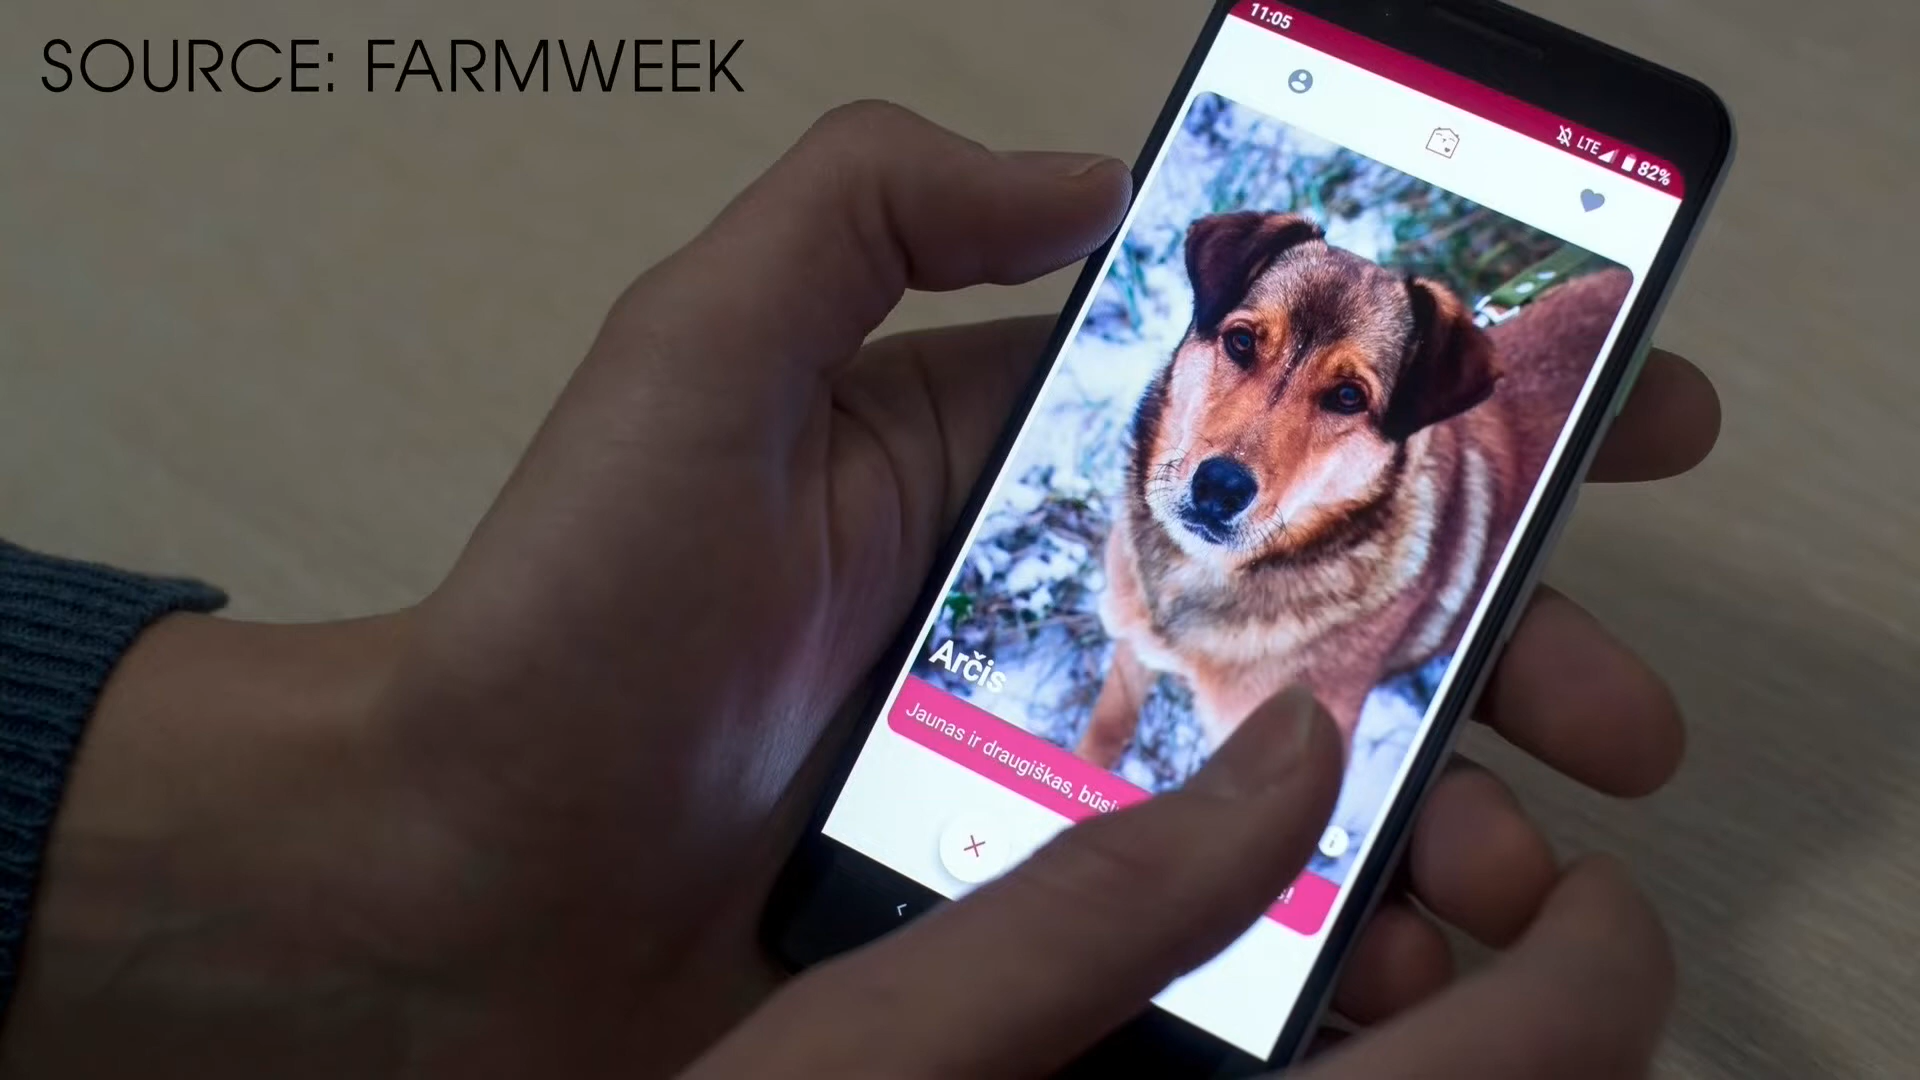 SOURCE: FARMWEEK
11:05
LTE 82%
Arčis
Jaunas ir draugiškas,